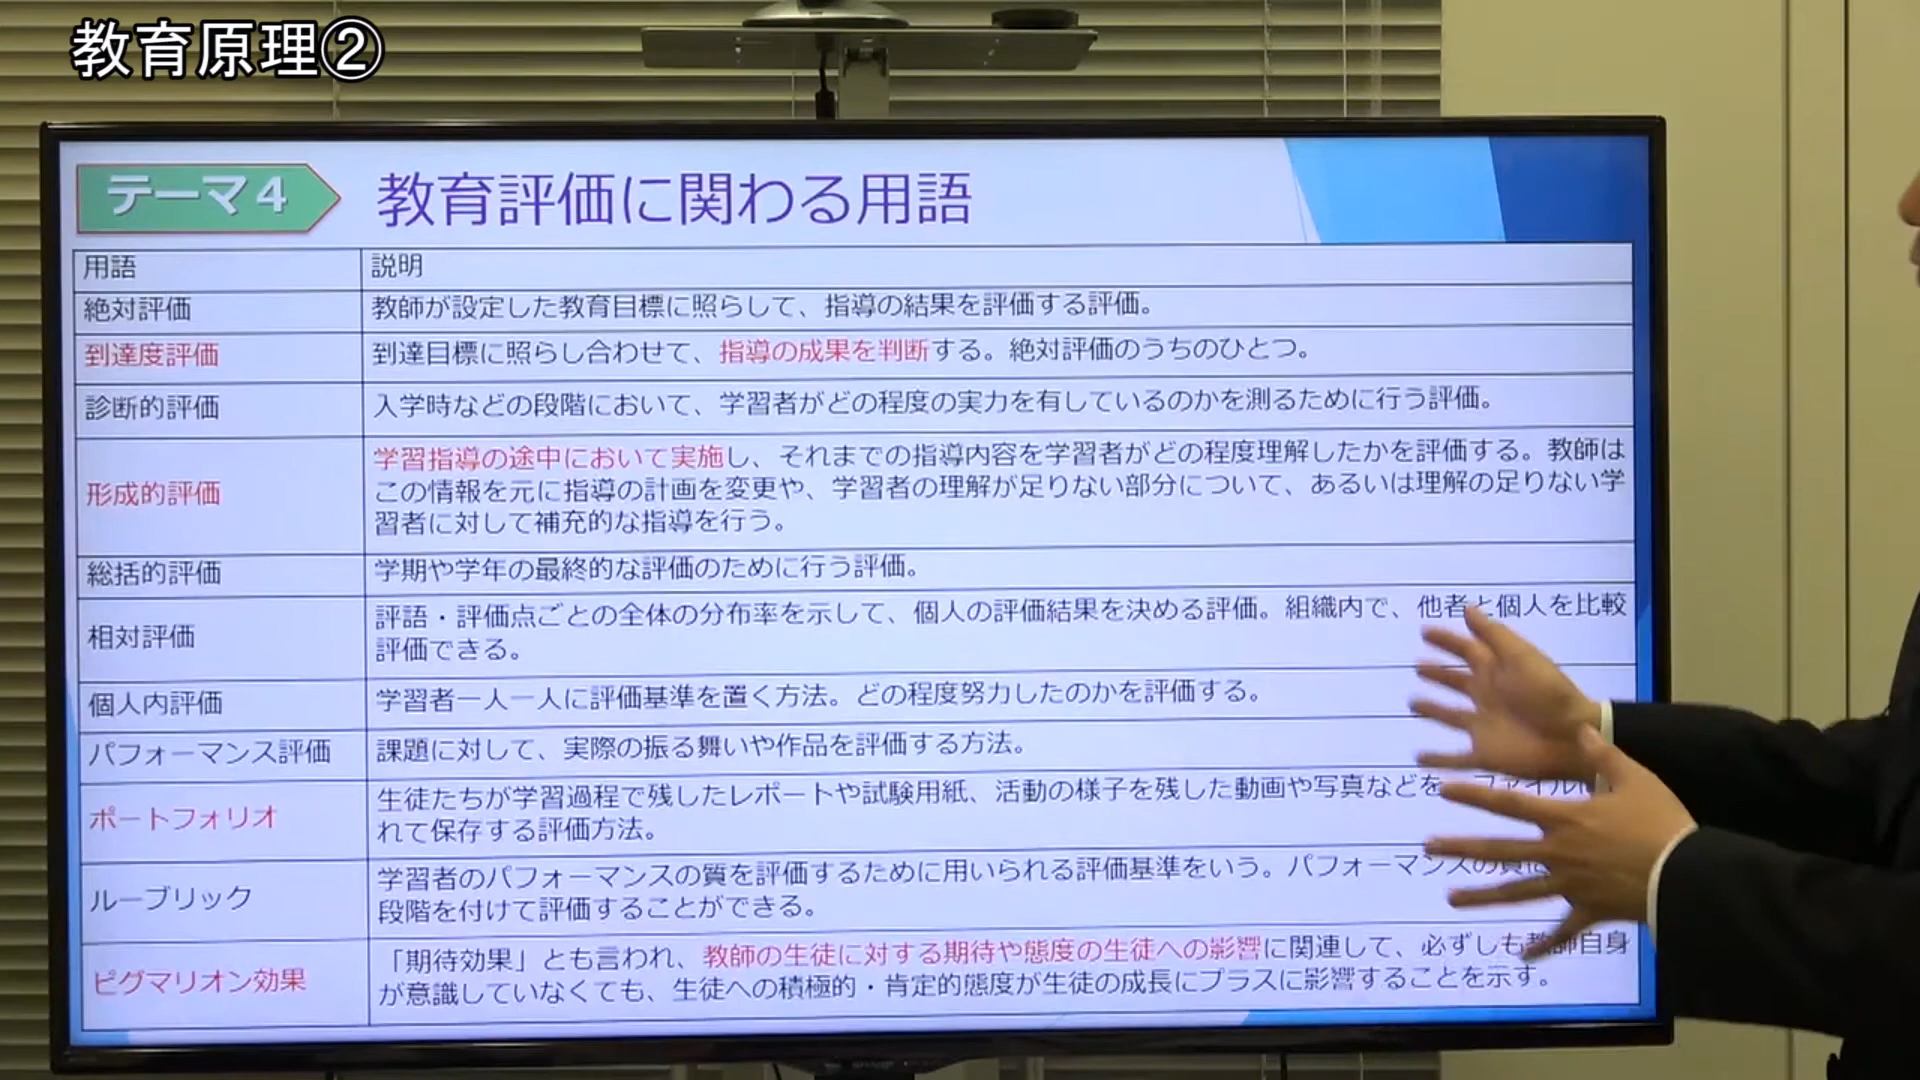 教育原理②
テーマ4
教育評価に関わる用語
用語
説明
絶対評価
教師が設定した教育目標に照らして、指導の結果を評価する評価。
到達度評価
到達目標に照らし合わせて、指導の成果を判断する。絶対評価のうちのひとつ。
診断的評価
入学時などの段階において、学習者がどの程度の実力を有しているのかを測るために行う評価。
形成的評価
学習指導の途中において実施し、それまでの指導内容を学習者がどの程度理解したかを評価する。教師は
この情報を元に指導の計画を変更や、学習者の理解が足りない部分について、あるいは理解の足りない学
習者に対して補充的な指導を行う。
総括的評価
学期や学年の最終的な評価のために行う評価。
相対評価
評語・評価点ごとの全体の分布率を示して、個人の評価結果を決める評価。組織内で、他者と個人を比較
評価できる。
個人内評価
学習者一人一人に評価基準を置く方法。どの程度努力したのかを評価する。
パフォーマンス評価
課題に対して、実際の振る舞いや作品を評価する方法。
ポートフォリオ
生徒たちが学習過程で残したレポートや試験用紙、活動の様子を残した動画や写真などを
れて保存する評価方法。
ルーブリック
学習者のパフォーマンスの質を評価するために用いられる評価基準をいう。パフォーマンスの
段階を付けて評価することができる。
ピグマリオン効果
「期待効果」とも言われ、教師の生徒に対する期待や態度の生徒への影響に関連して、必ずしも教師自身
が意識していなくても、生徒への積極的・肯定的態度が生徒の成長にプラスに影響することを示す。